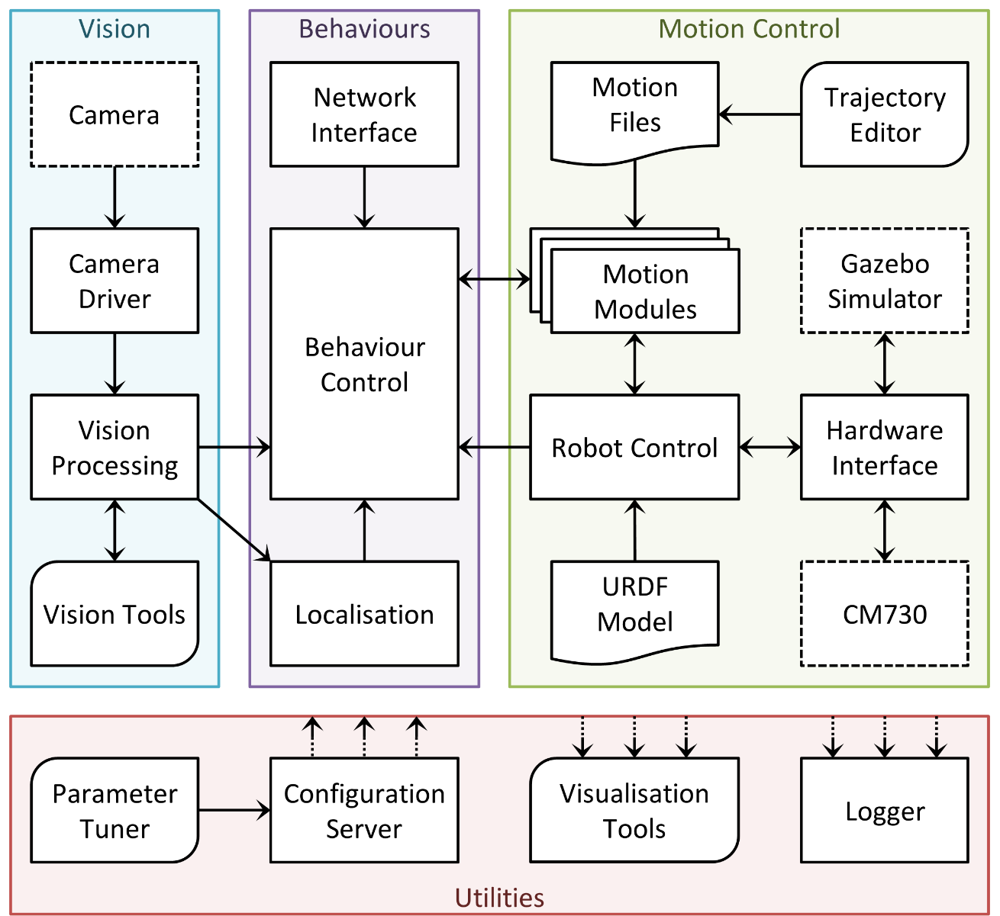 Vision
Camera
Camera
Driver
Vision
Processing
Vision Tools
Behaviours
Network
Interface
Behaviour
Control
Localisation
Motion Control
Motion
Files
Trajectory
Editor
Motion
Modules
Gazebo
Simulator
Robot Control
Hardware
Interface
URDF
Model
CM730
Parameter
Tuner
Configuration
Server
Visualisation
Tools
Logger
Utilities